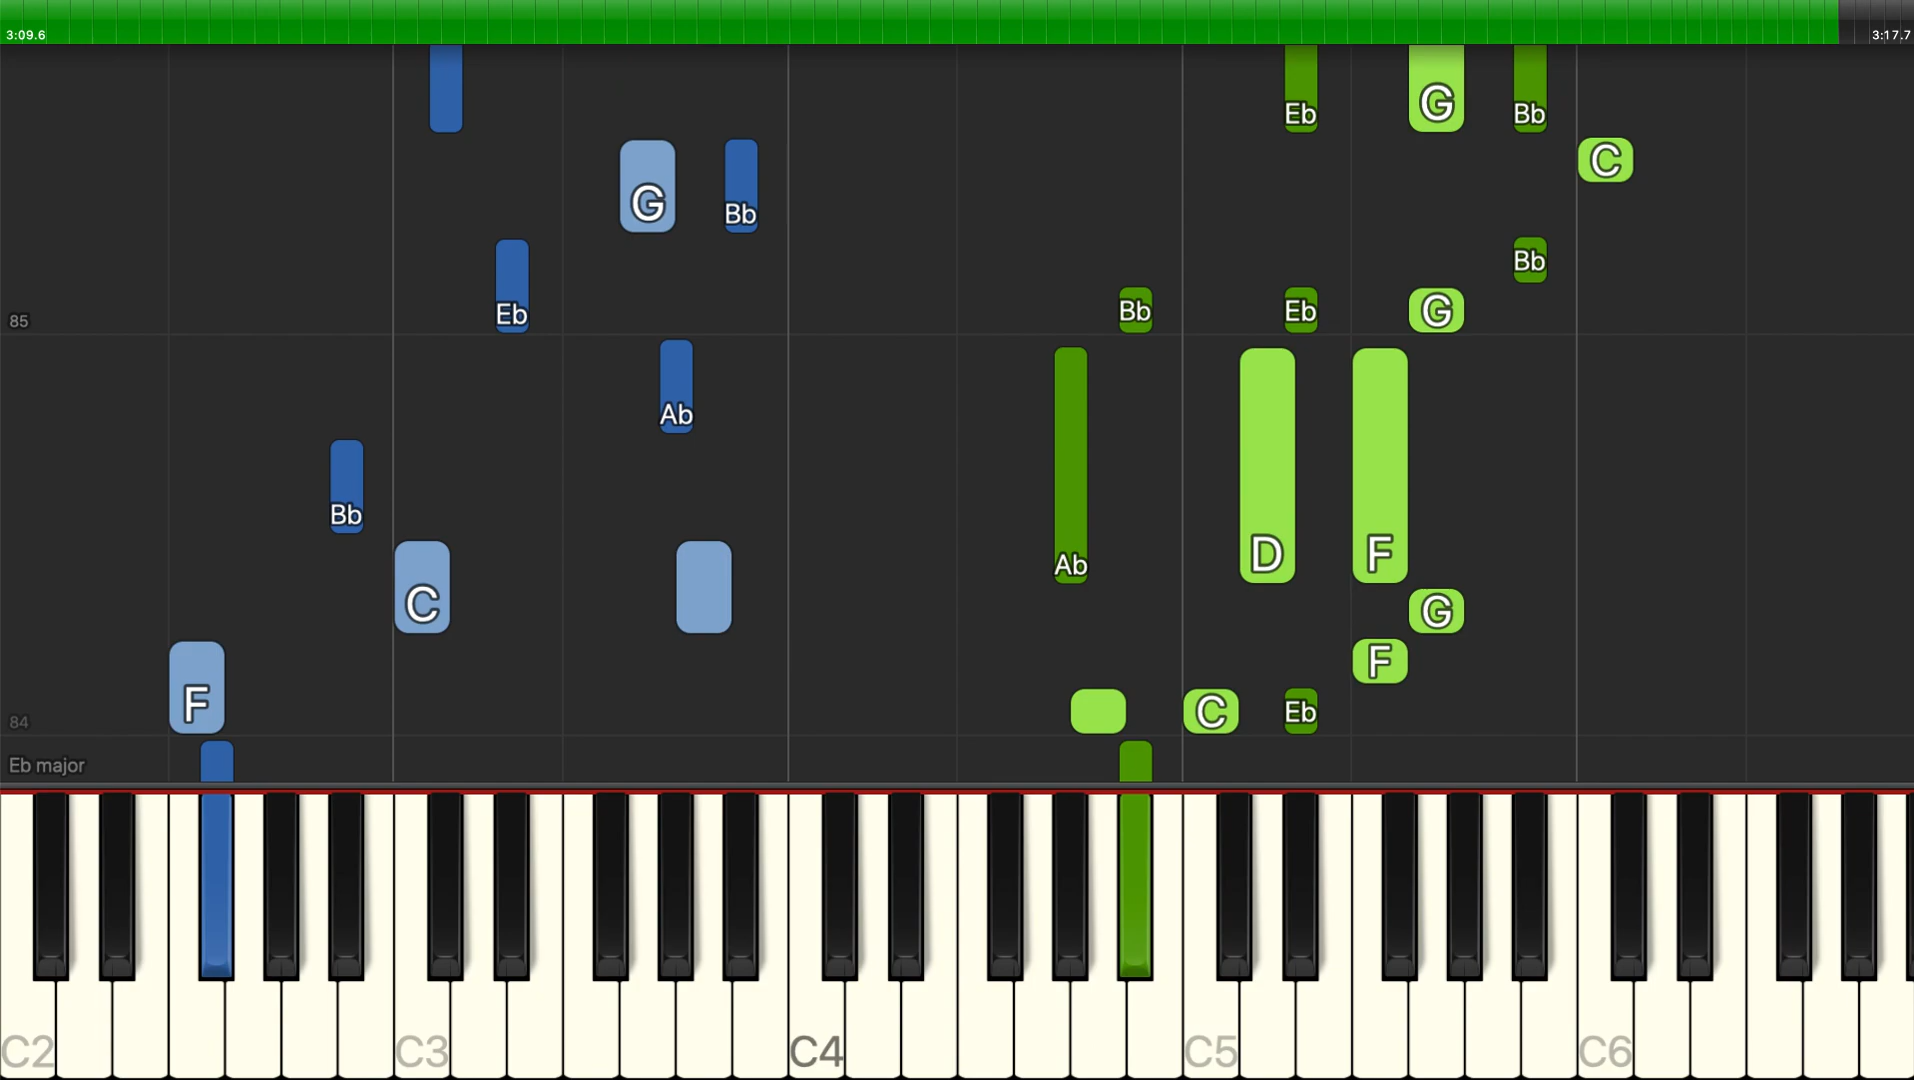 3:09.6
3:17.7
Eb G Bb
C
G Bb
Bb
Eb Bb Eb G
85
Ab
Bb
D F
Ab
C G
F
F C Eb
84
Eb major
C2 C3 C4 C5 C6